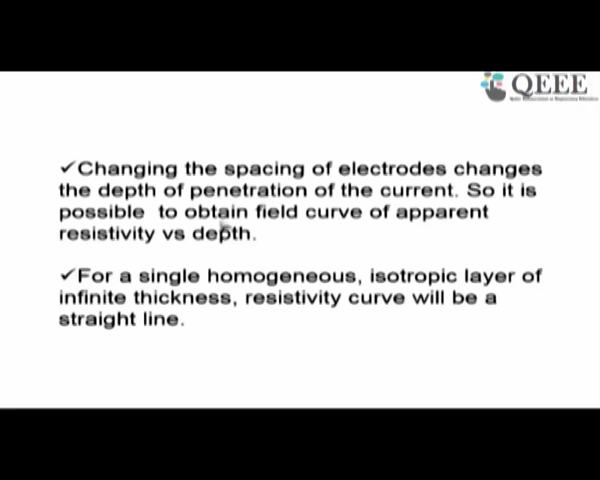 QEEE
✓Changing the spacing of electrodes changes
the depth of penetration of the current. So it is
possible to obtain field curve of apparent
resistivity vs depth.
✓For a single homogeneous, isotropic layer of
infinite thickness, resistivity curve will be a
straight line.